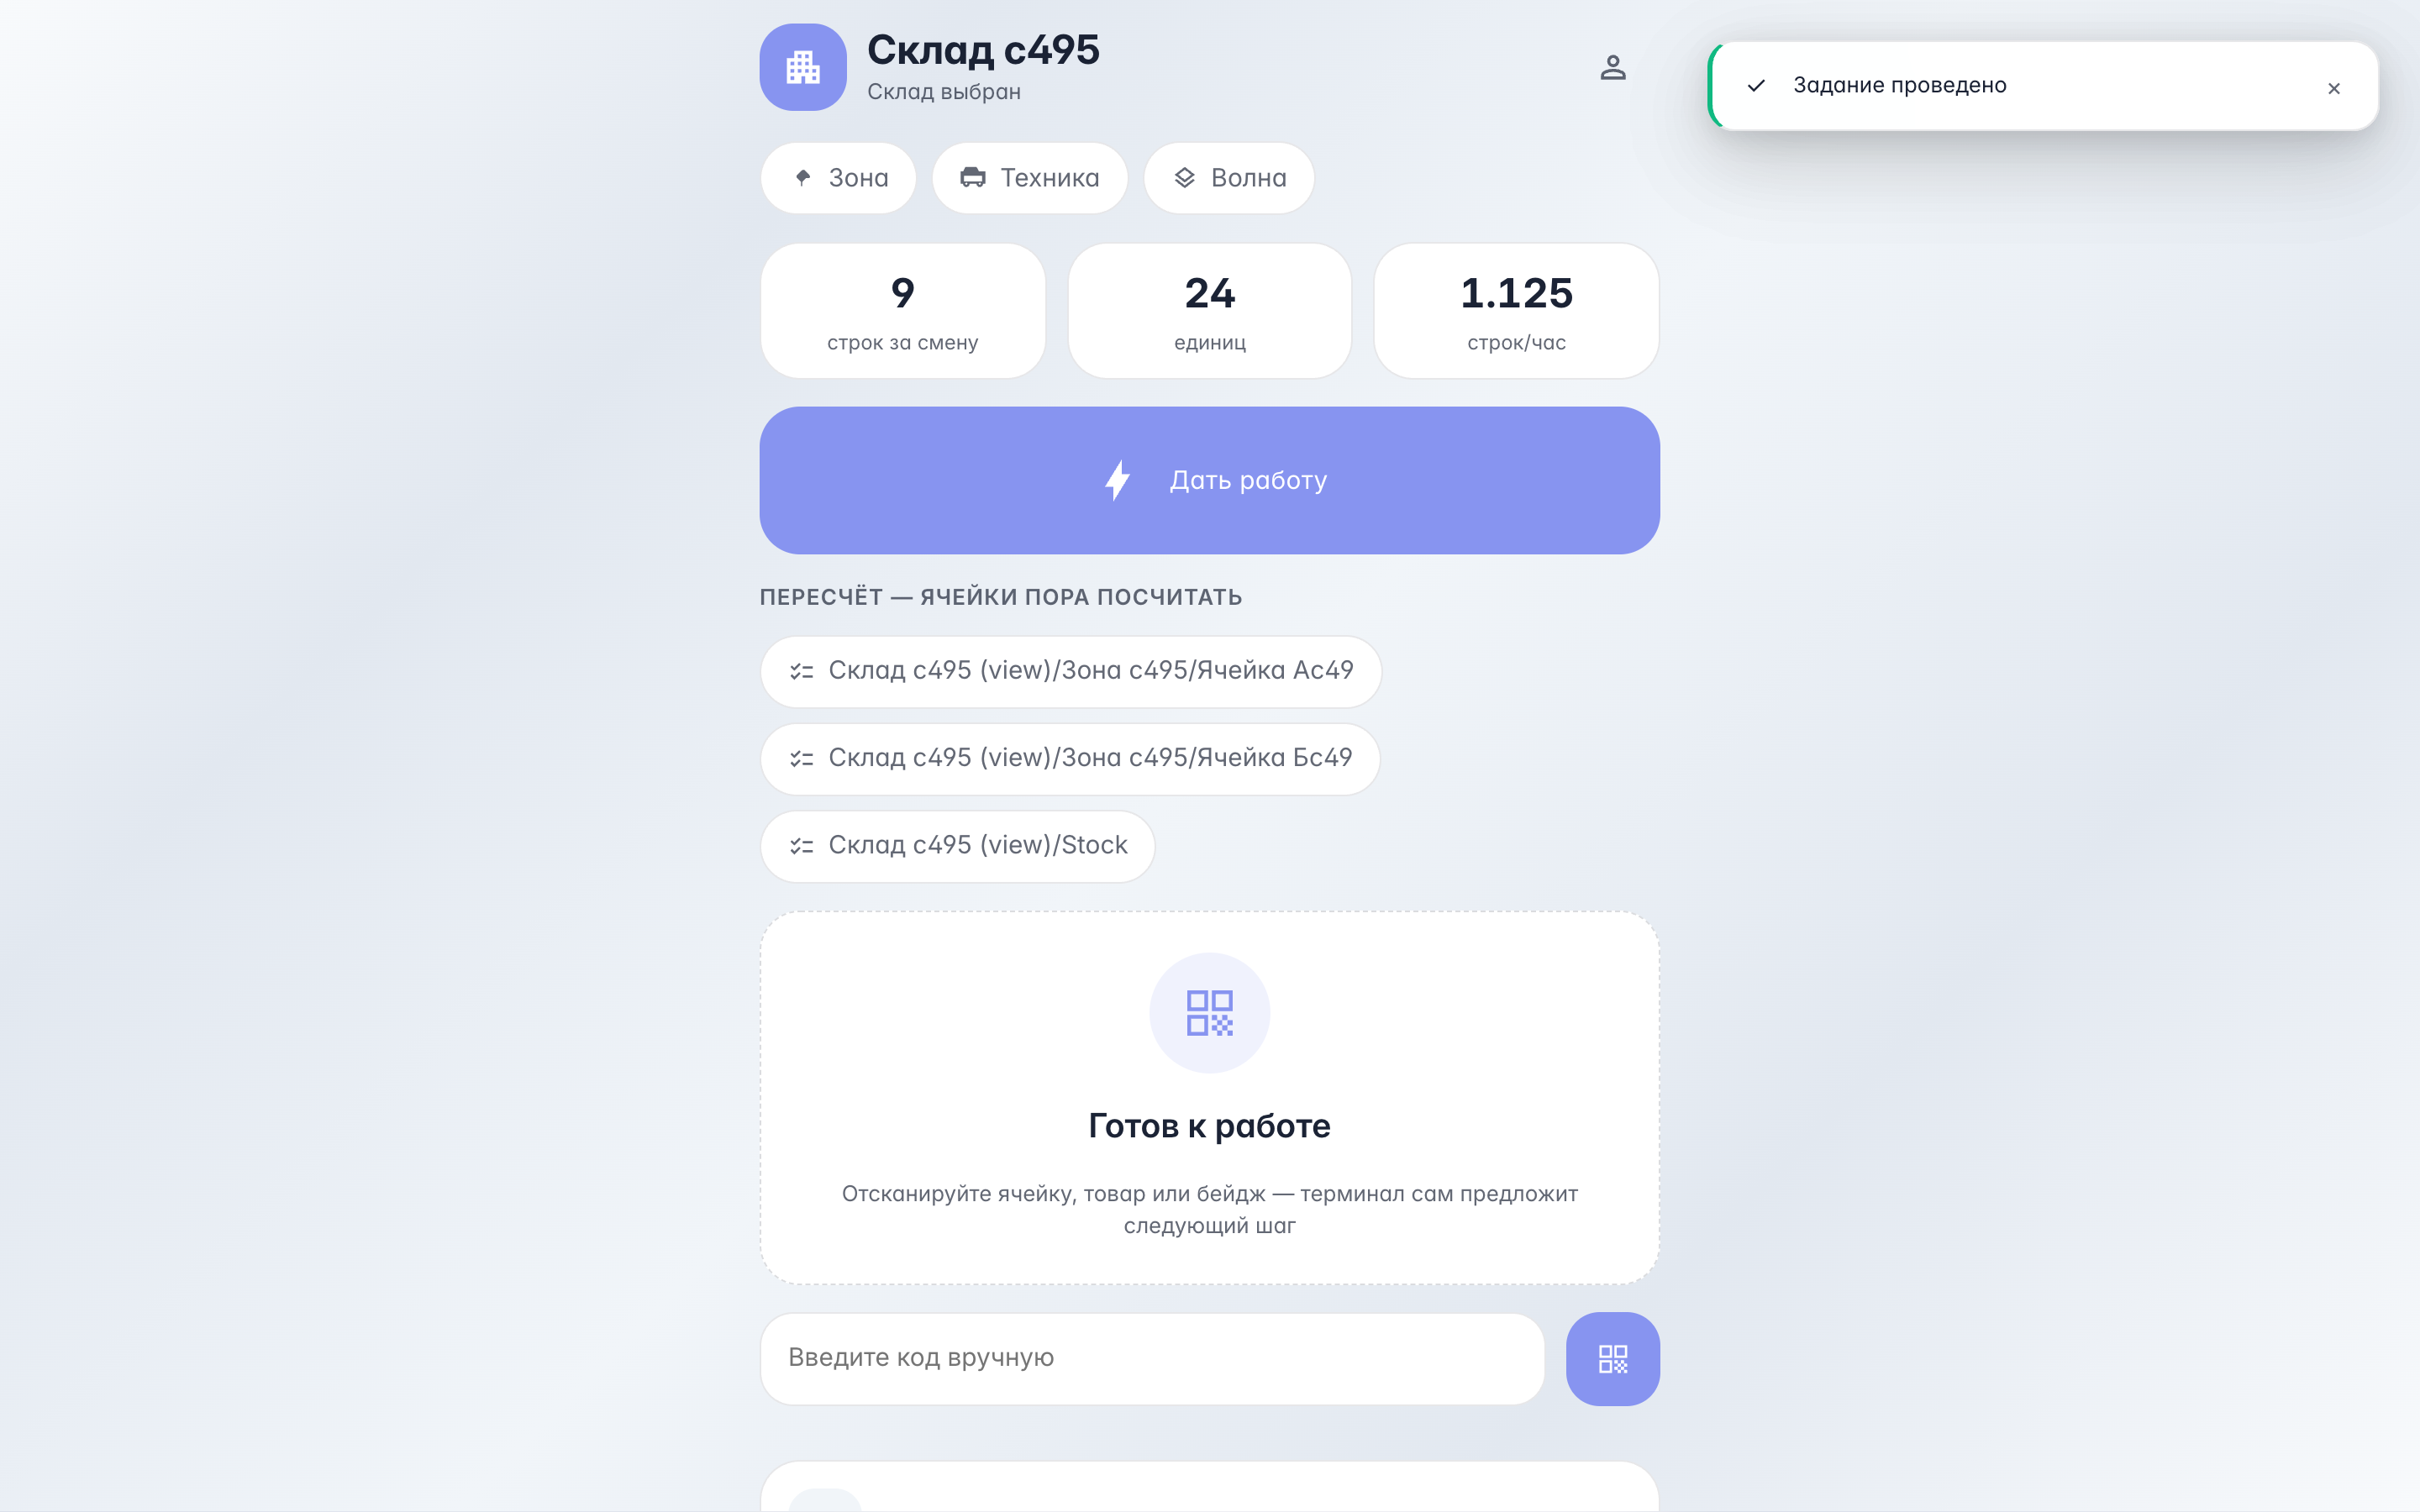 Склад с495
Склад выбран
Задание проведено
Зона
Техника
Волна
9
строк за смену
24
единиц
1.125
строк/час
Дать работу
ПЕРЕСЧЁТ — ЯЧЕЙКИ ПОРА ПОСЧИТАТЬ
Склад с495 (view)/Зона с495/Ячейка Ас49
Склад с495 (view)/Зона с495/Ячейка Бс49
Склад с495 (view)/Stock
Готов к работе
Отсканируйте ячейку, товар или бейдж — терминал сам предложит
следующий шаг
Введите код вручную